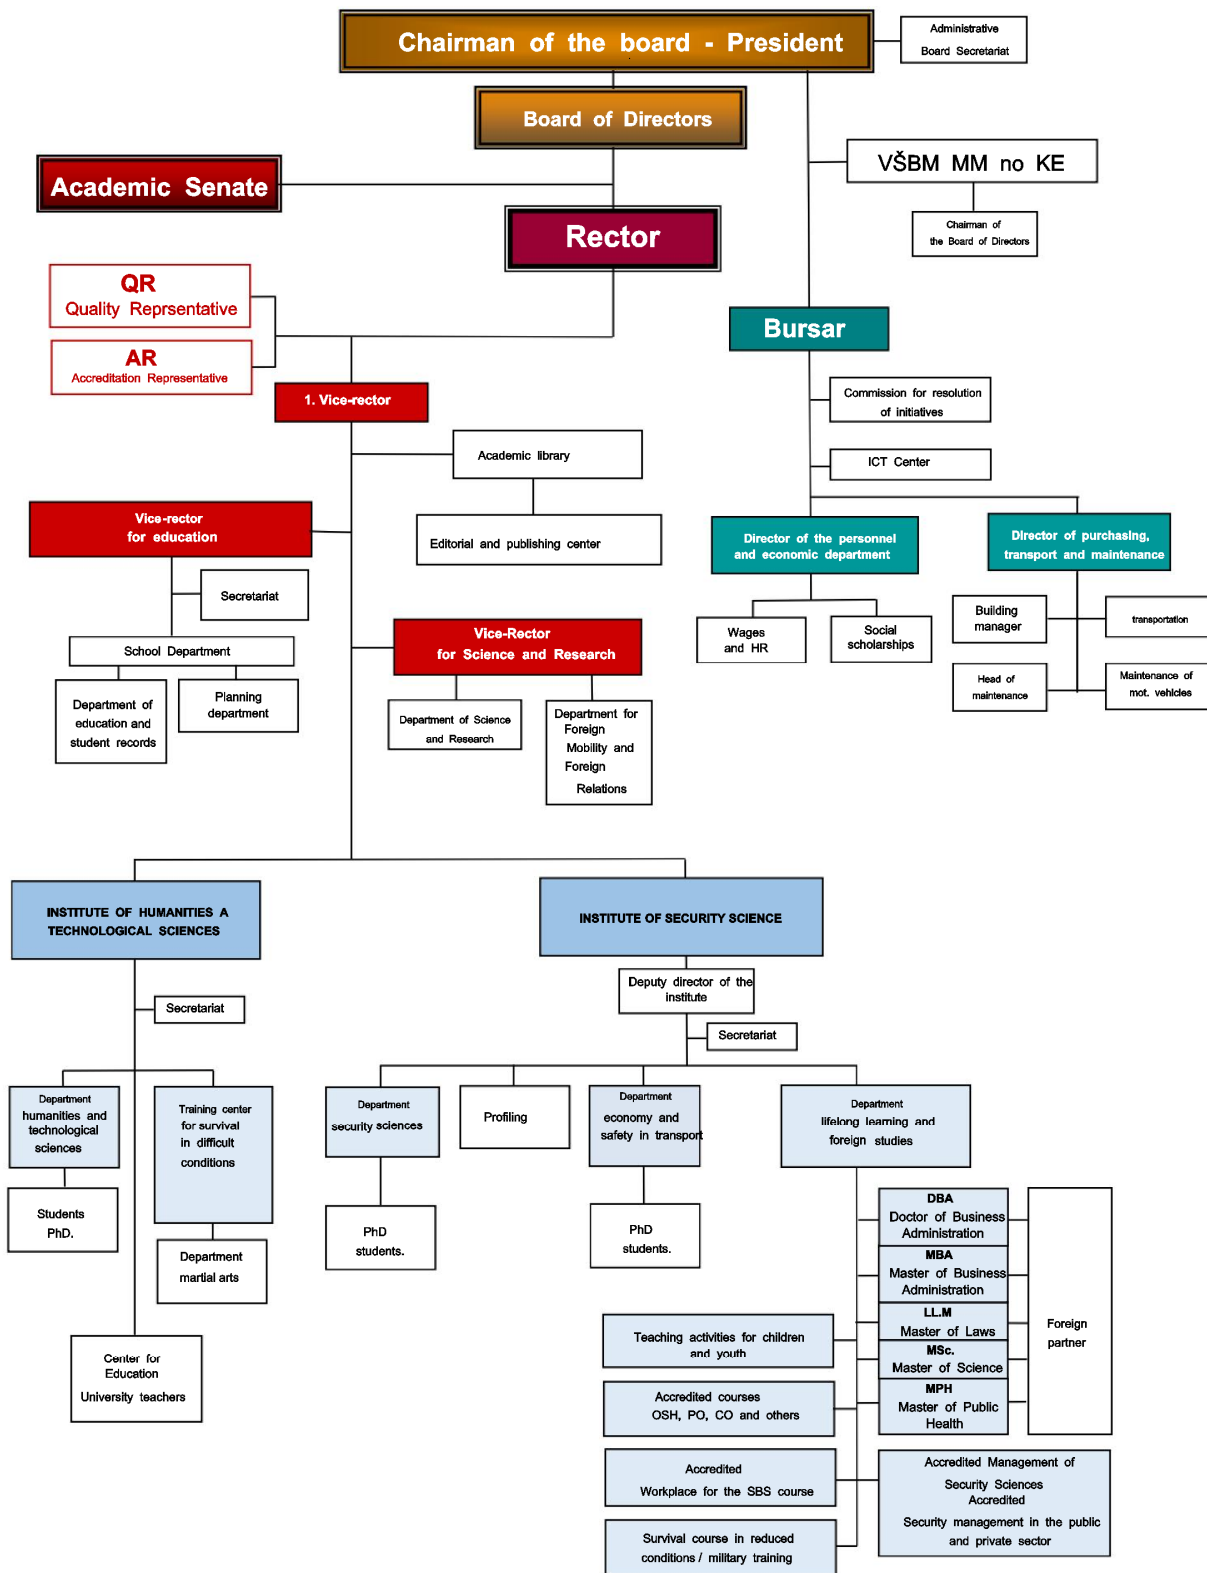 Chairman of the board - President
Administrative
Board Secretariat
Board of Directors
VŠBM MM no KE
Academic Senate
Chairman of
the Board of Directors
Rector
QR
Quality Reprsentative
Bursar
AR
Accreditation Representative
1. Vice-rector
Commission for resolution
of initiatives
Academic library
ICT Center
Vice-rector
for education
Editorial and publishing center
Director of the personnel
and economic department
Director of purchasing,
transport and maintenance
Secretariat
School Department
Department of
education and
student records
Planning
department
Vice-Rector
for Science and Research
Department of Science
and Research
Department for
Foreign
Mobility and
Foreign
Relations
Wages
and HR
Social
scholarships
Building
manager
transportation
Head of
maintenance
Maintenance of
mot. vehicles
INSTITUTE OF HUMANITIES A
TECHNOLOGICAL SCIENCES
INSTITUTE OF SECURITY SCIENCE
Deputy director of the
institute
Secretariat
Secretariat
Department
humanities and
technological
sciences
Training center
for survival
in difficult
conditions
Students
PhD.
Department
martial arts
Center for
Education
University teachers
Department
security sciences
Profiling
Department
economy and
safety in transport
Department
lifelong learning and
foreign studies
PhD
students.
PhD
students.
DBA
Doctor of Business
Administration
MBA
Master of Business
Administration
LL.M
Master of Laws
MSc.
Master of Science
MPH
Master of Public
Health
Foreign
partner
Teaching activities for children
and youth
Accredited courses
OSH, PO, CO and others
Accredited
Workplace for the SBS course
Survival course in reduced
conditions / military training
Accredited Management of
Security Sciences
Accredited
Security management in the public
and private sector